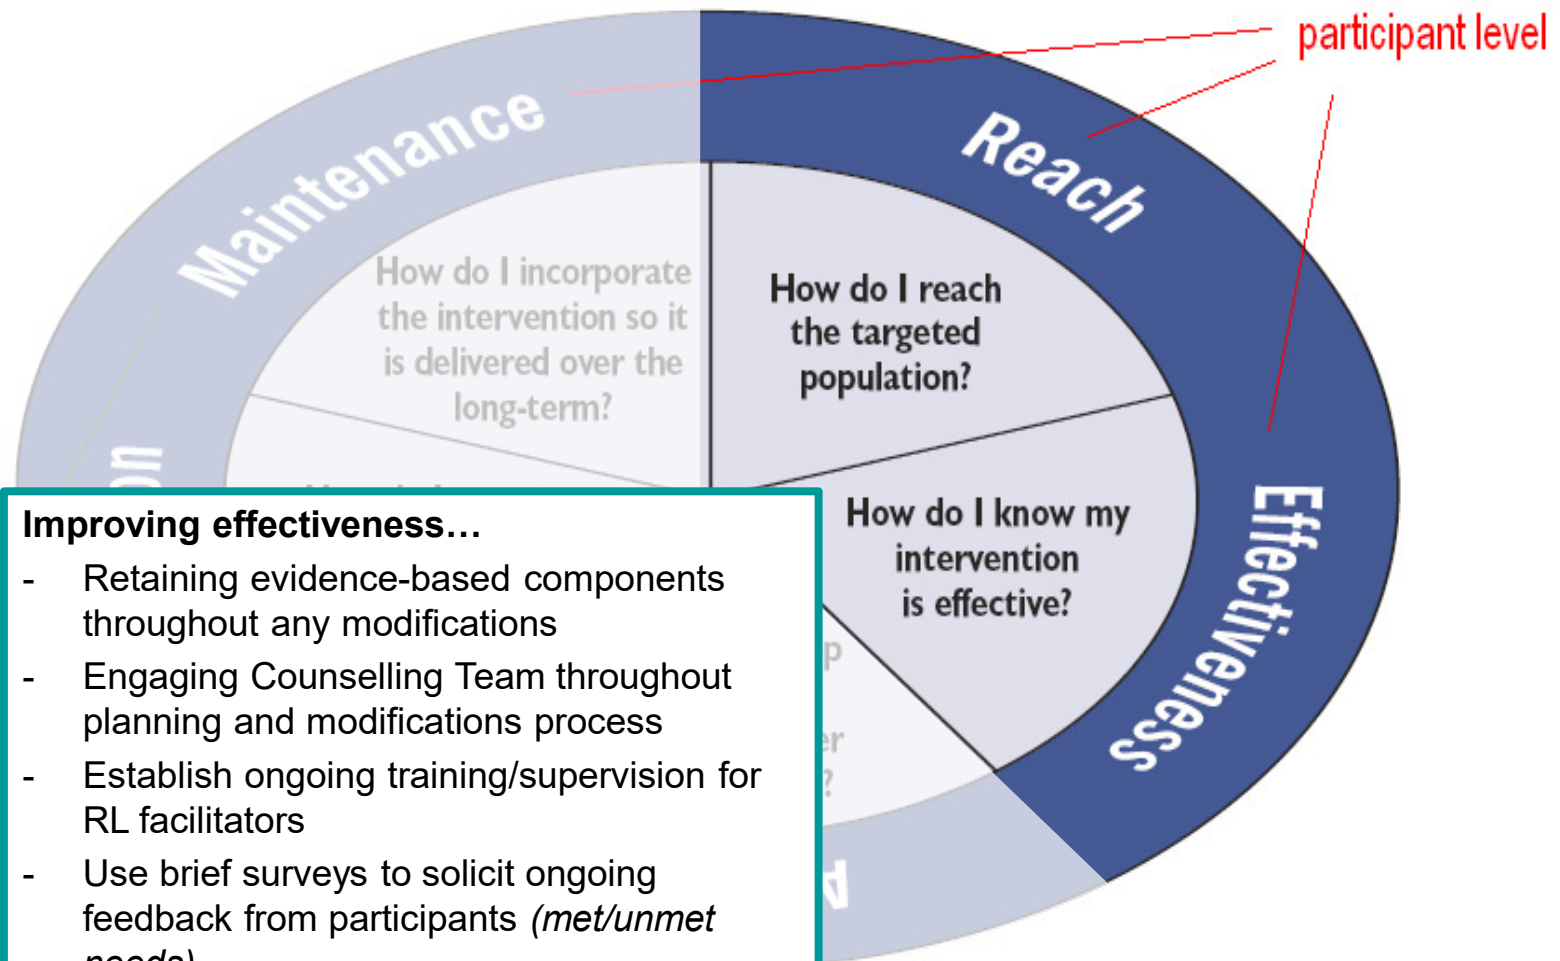 participant level
Maintenance
Reach
How do I incorporate
the intervention so it
is delivered over the
long-term?
How do I reach
the targeted
population?
on
How do I know my
intervention
is effective?
Effectiveness
Improving effectiveness…
- Retaining evidence-based components
throughout any modifications
- Engaging Counselling Team throughout
planning and modifications process
- Establish ongoing training/supervision for
RL facilitators
- Use brief surveys to solicit ongoing
feedback from participants (met/unmet
needs)
p
er
?
A